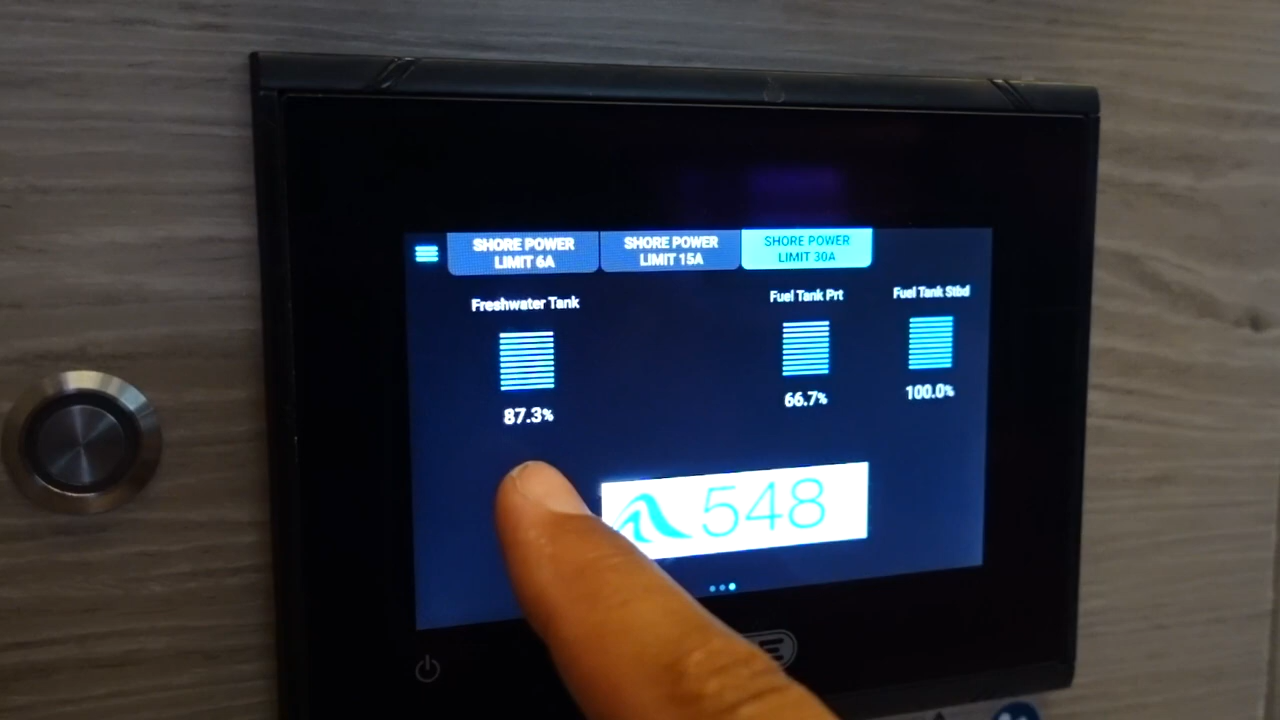 SHORE POWER
LIMIT 6A
SHORE POWER
LIMIT 15A
SHORE POWER
LIMIT 30A
Freshwater Tank
87.3%
Fuel Tank Prt
66.7%
Fuel Tank Stbd
100.0%
548